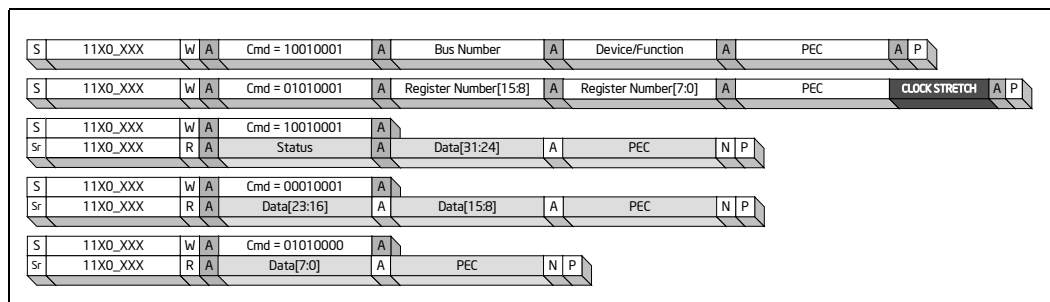 S 11X0_XXX W A Cmd = 10010001 A Bus Number A Device/Function A PEC A P
S 11X0_XXX W A Cmd = 01010001 A Register Number[15:8] A Register Number[7:0] A PEC CLOCK STRETCH A P
S 11X0_XXX W A Cmd = 10010001 A
Sr 11X0_XXX R A Status A Data[31:24] A PEC N P
S 11X0_XXX W A Cmd = 00010001 A
Sr 11X0_XXX R A Data[23:16] A Data[15:8] A PEC N P
S 11X0_XXX W A Cmd = 01010000 A
Sr 11X0_XXX R A Data[7:0] A PEC N P